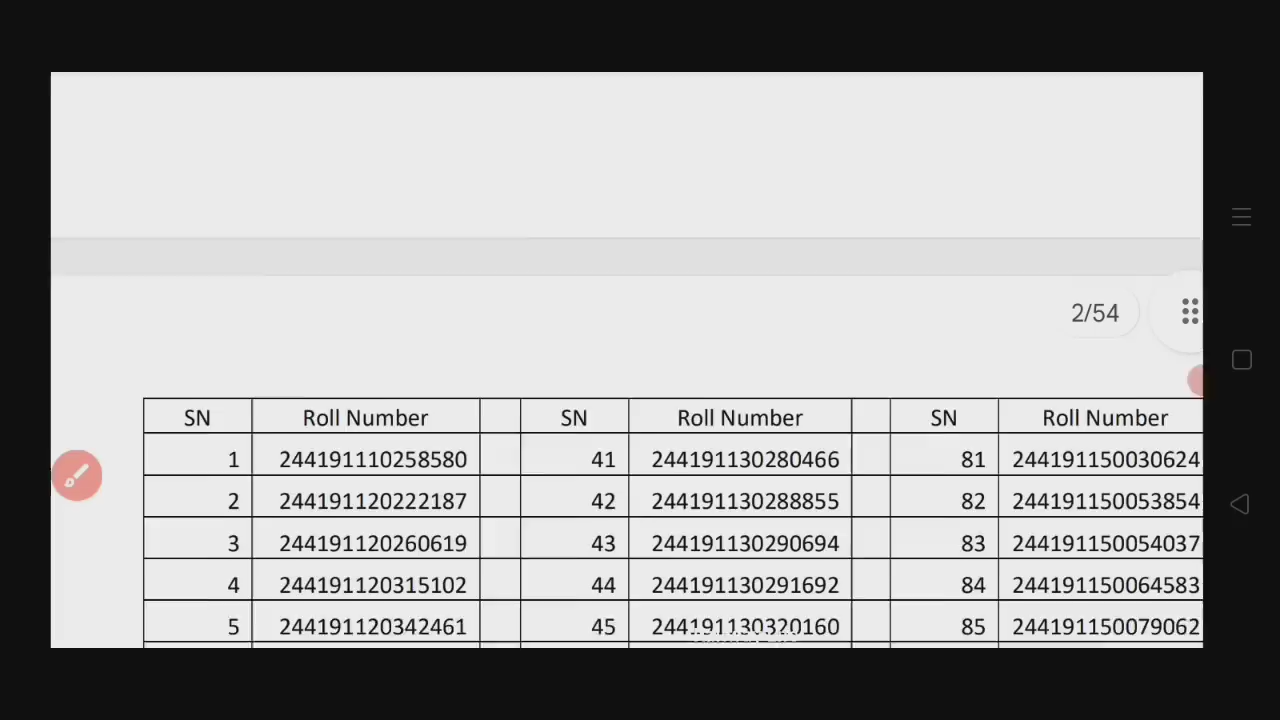 2/54
SN Roll Number SN Roll Number SN Roll Number
1 244191110258580 41 244191130280466 81 244191150030624
2 244191120222187 42 244191130288855 82 244191150053854
3 244191120260619 43 244191130290694 83 244191150054037
4 244191120315102 44 244191130291692 84 244191150064583
5 244191120342461 45 244191130320160 85 244191150079062